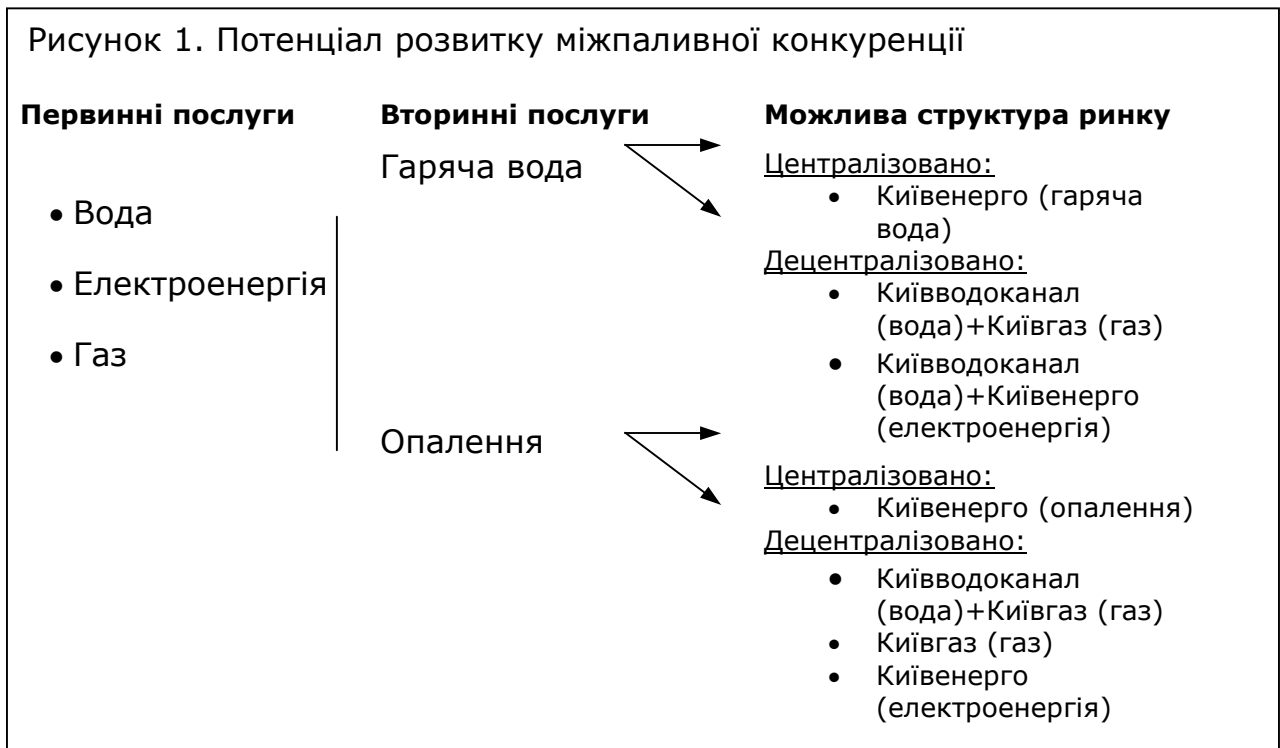 Рисунок 1. Потенціал розвитку міжпаливної конкуренції
Первинні послуги
• Вода
• Електроенергія
• Газ
Вторинні послуги
Гаряча вода
Опалення
Можлива структура ринку
Централізовано:
• Київенерго (гаряча
вода)
Децентралізовано:
• Київводоканал
(вода)+Київгаз (газ)
• Київводоканал
(вода)+Київенерго
(електроенергія)
Централізовано:
• Київенерго (опалення)
Децентралізовано:
• Київводоканал
(вода)+Київгаз (газ)
• Київгаз (газ)
• Київенерго
(електроенергія)